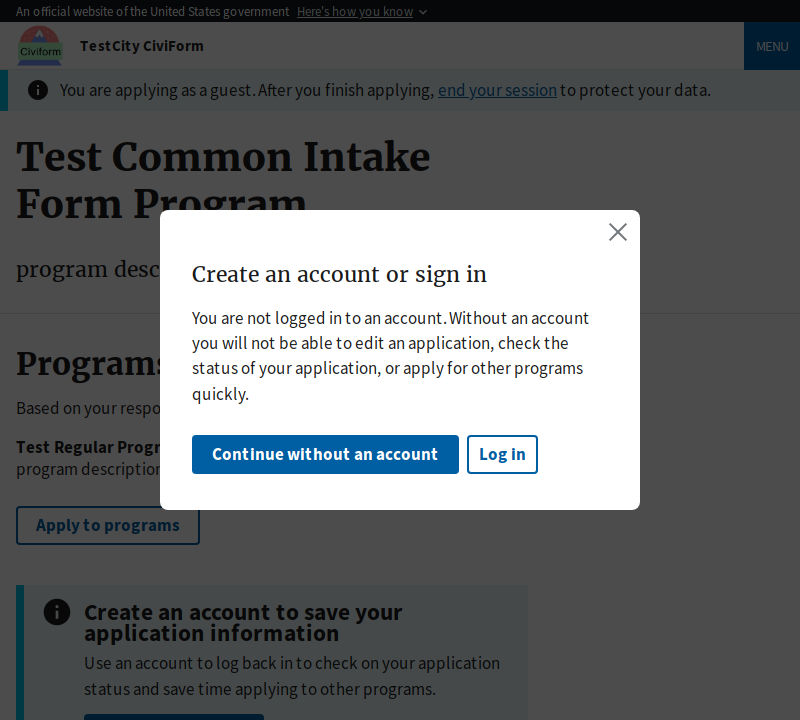 An official website of the United States government Here's how you know
Civiform
TestCity CiviForm
MENU
You are applying as a guest. After you finish applying, end your session to protect your data.
Test Common Intake
Form Program
program desc
Create an account or sign in
You are not logged in to an account. Without an account
you will not be able to edit an application, check the
status of your application, or apply for other programs
quickly.
Continue without an account
Log in
Programs
Based on your respo
Test Regular Progr
program description
Apply to programs
Create an account to save your
application information
Use an account to log back in to check on your application
status and save time applying to other programs.